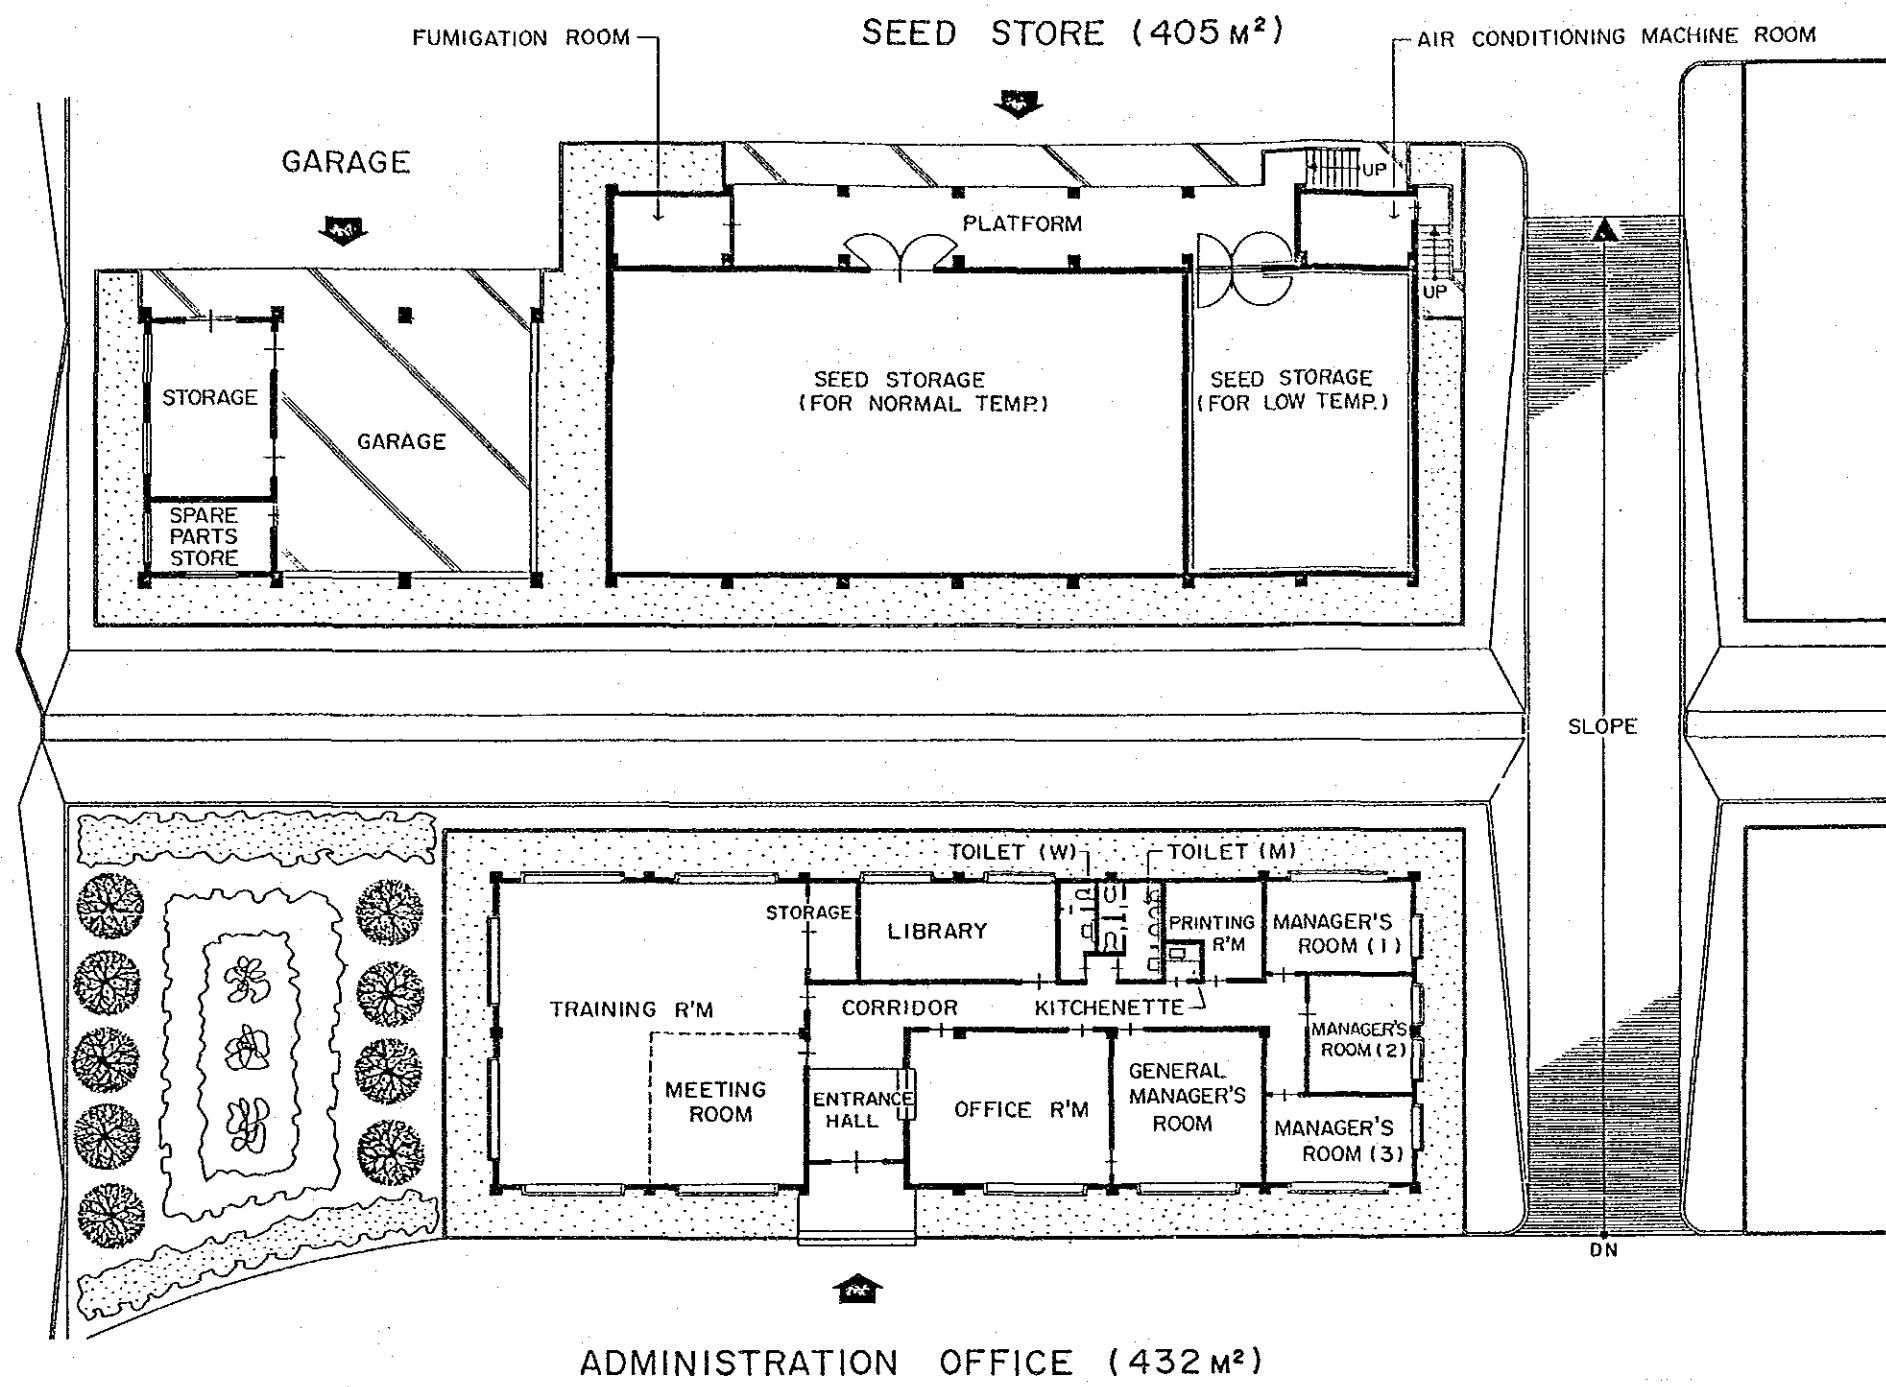 SEED STORE (405 M²)
FUMIGATION ROOM
AIR CONDITIONING MACHINE ROOM
GARAGE
UP
PLATFORM
UP
SEED STORAGE
(FOR NORMAL TEMP.)
SEED STORAGE
(FOR LOW TEMP.)
STORAGE
GARAGE
SPARE
PARTS
STORE
SLOPE
TOILET (W)
TOILET (M)
STORAGE
LIBRARY
PRINTING
R'M
MANAGER'S
ROOM (1)
TRAINING R'M
CORRIDOR
KITCHENETTE
MANAGER'S
ROOM (2)
MEETING
ROOM
ENTRANCE
HALL
OFFICE R'M
GENERAL
MANAGER'S
ROOM
MANAGER'S
ROOM (3)
DN
ADMINISTRATION OFFICE (432 M²)